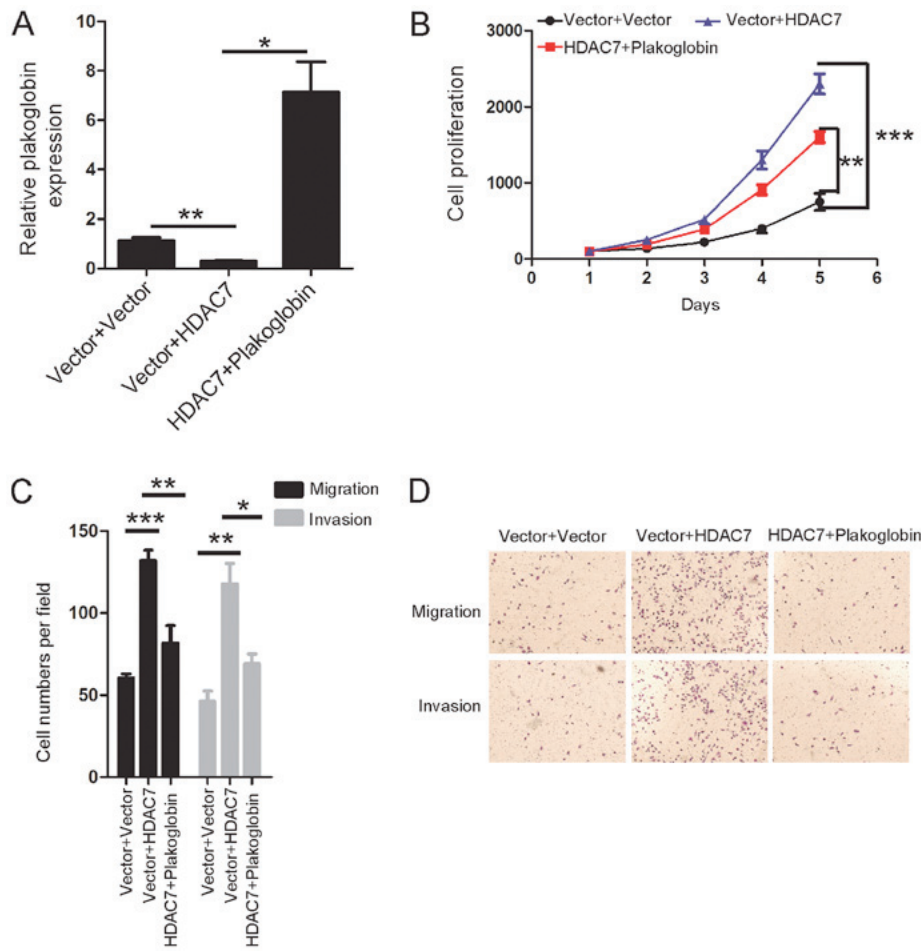 A
Relative plakoglobin
expression
8
6
4
2
0
**
*
Vector+Vector
Vector+HDAC7
HDAC7+Plakoglobin
B
Vector+Vector
Vector+HDAC7
HDAC7+Plakoglobin
Cell proliferation
3000
2000
1000
0
0
1
2
3
4
5
6
Days
**
***
C
Migration
Invasion
Cell numbers per field
150
100
50
0
**
***
*
**
Vector+Vector
Vector+HDAC7
HDAC7+Plakoglobin
Vector+Vector
Vector+HDAC7
HDAC7+Plakoglobin
D
Vector+Vector
Vector+HDAC7
HDAC7+Plakoglobin
Migration
Invasion